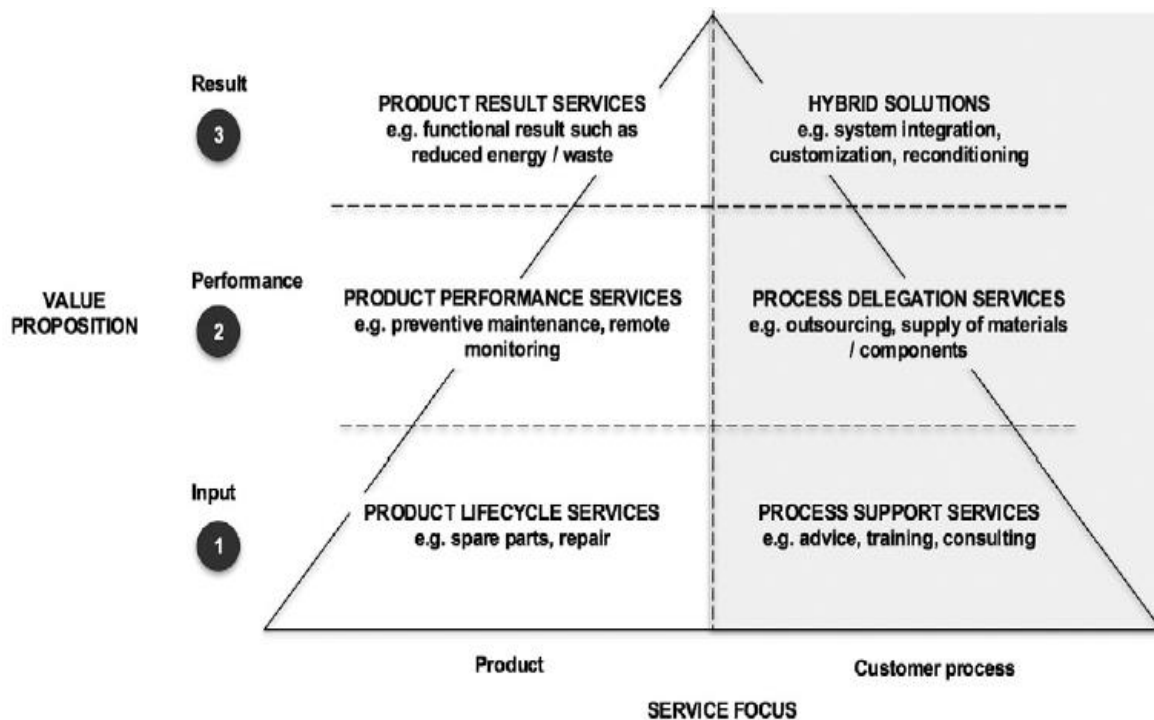 Result
3
PRODUCT RESULT SERVICES
e.g. functional result such as
reduced energy / waste
HYBRID SOLUTIONS
e.g. system integration,
customization, reconditioning
VALUE
PROPOSITION
Performance
2
PRODUCT PERFORMANCE SERVICES
e.g. preventive maintenance, remote
monitoring
PROCESS DELEGATION SERVICES
e.g. outsourcing, supply of materials
/ components
Input
1
PRODUCT LIFECYCLE SERVICES
e.g. spare parts, repair
PROCESS SUPPORT SERVICES
e.g. advice, training, consulting
Product
Customer process
SERVICE FOCUS